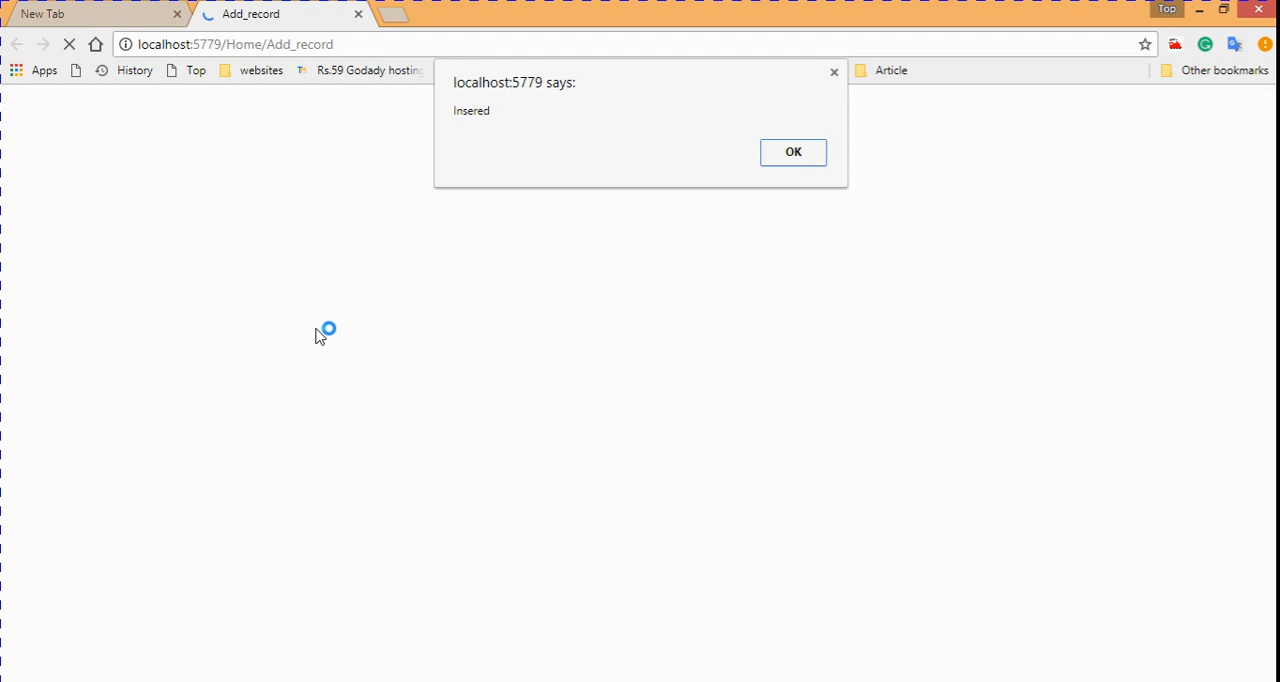 New Tab
Add_record
Top
localhost:5779/Home/Add_record
Apps
History
Top
websites
TM Rs.59 Godady hosting
Article
Other bookmarks
localhost:5779 says:
Insered
OK